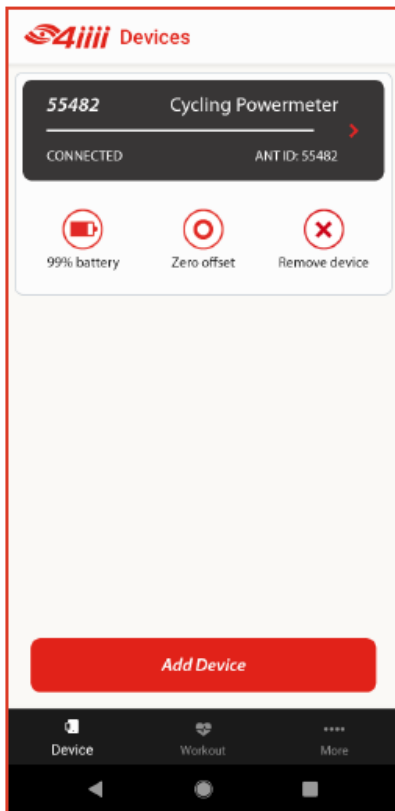 4iiii Devices
55482 Cycling Powermeter
CONNECTED ANT ID: 55482
99% battery Zero offset Remove device
Add Device
Device Workout More